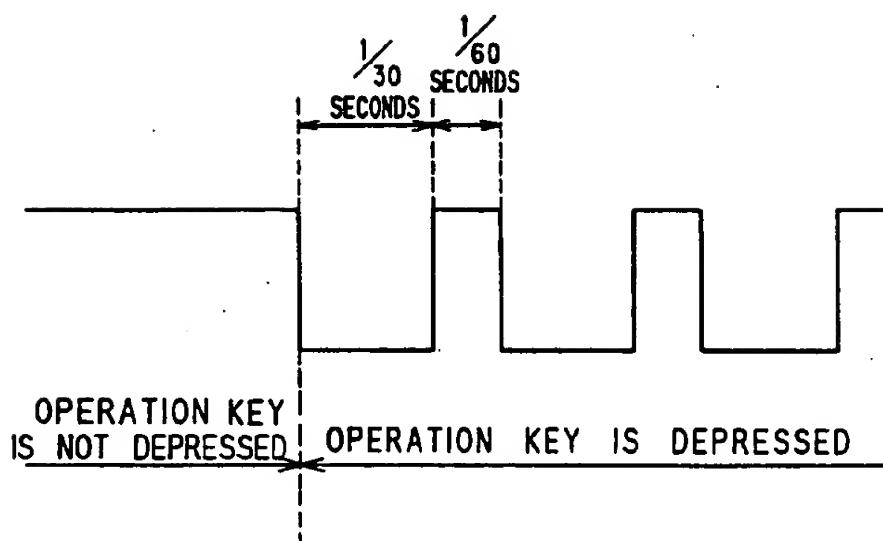 1/30
SECONDS
1/60
SECONDS
OPERATION KEY
IS NOT DEPRESSED
OPERATION KEY IS DEPRESSED